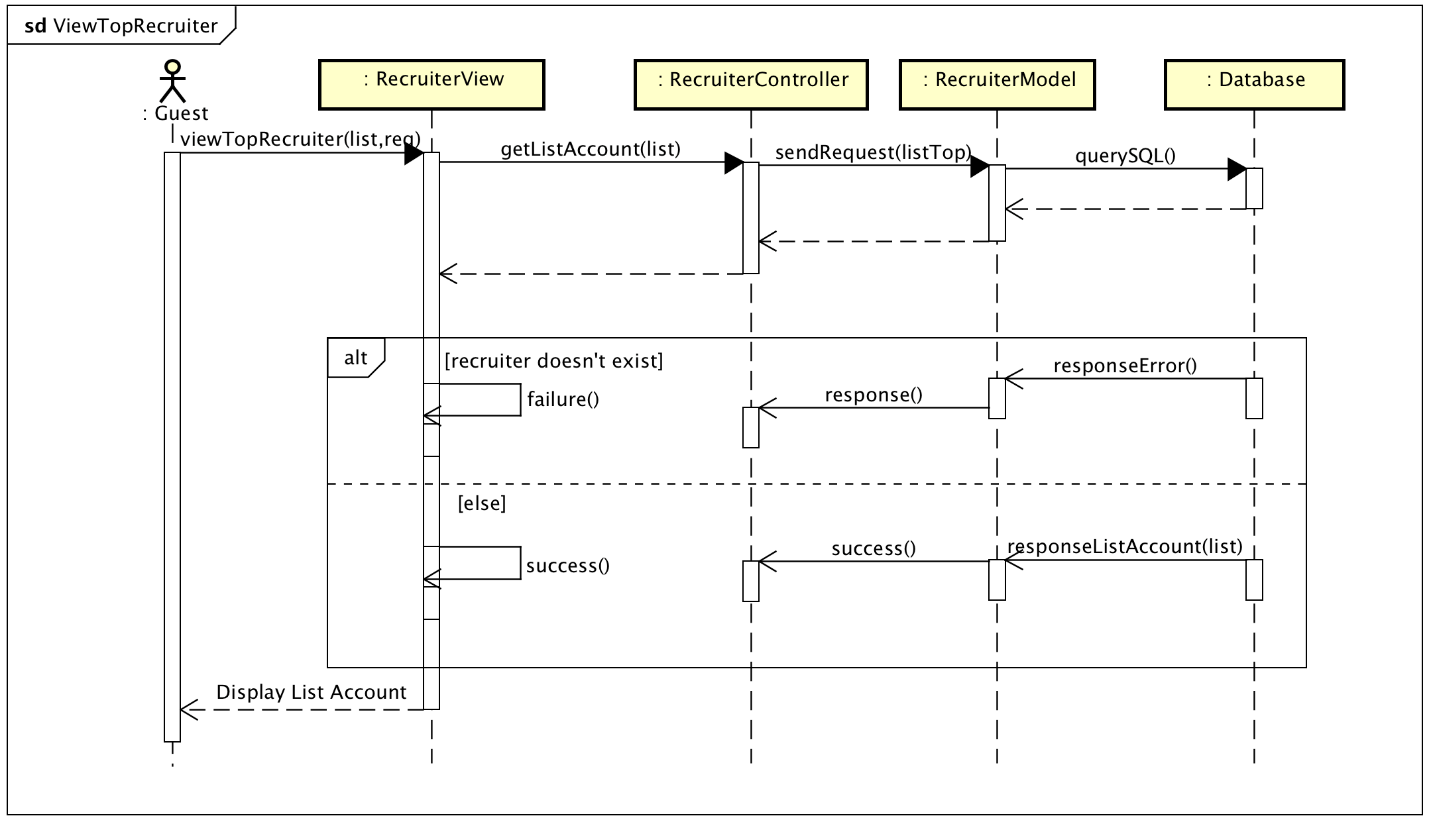 sd ViewTopRecruiter
: Guest
: RecruiterView
: RecruiterController
: RecruiterModel
: Database
viewTopRecruiter(list,req)
getListAccount(list)
sendRequest(listTop)
querySQL()
alt
[recruiter doesn't exist]
responseError()
failure()
response()
[else]
success()
responseListAccount(list)
success()
Display List Account